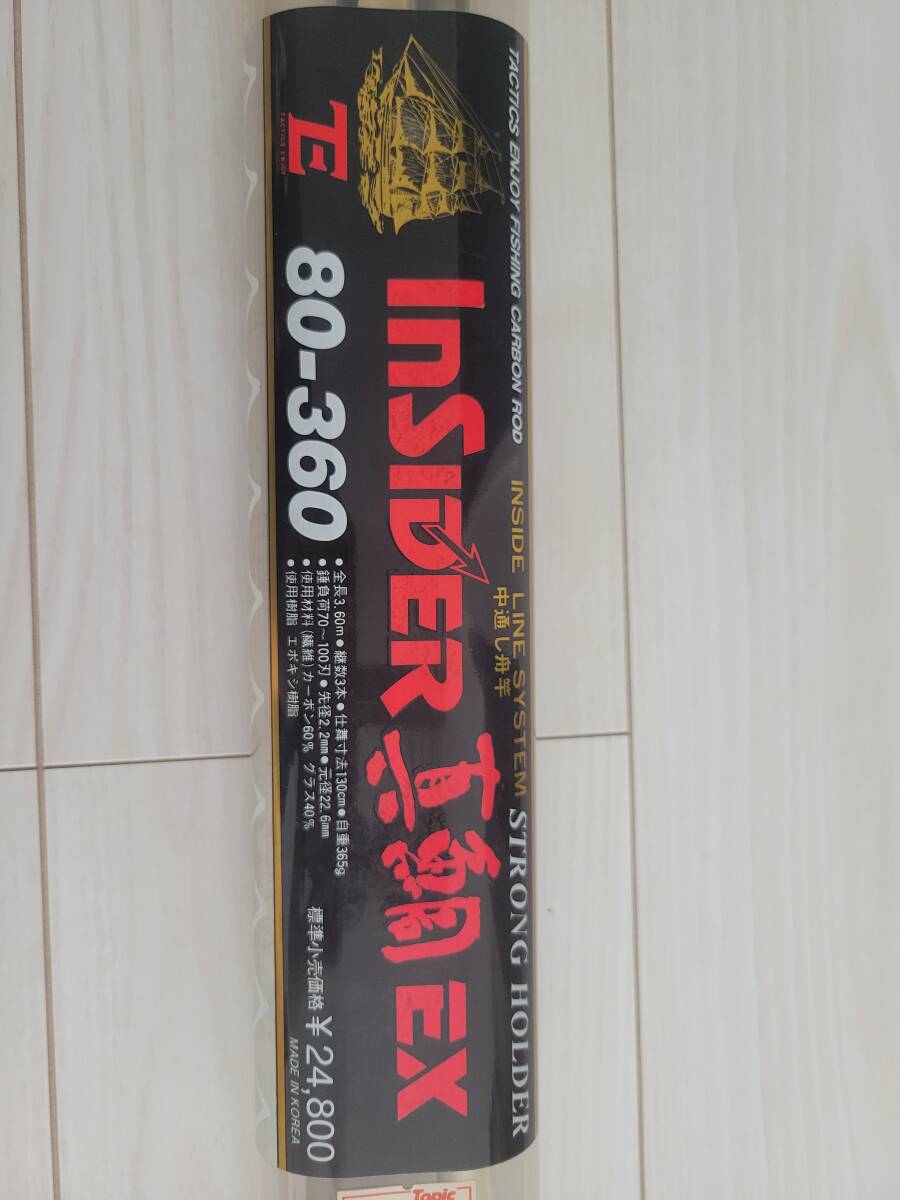 TACTICS ENJOY FISHING CARBON ROD
INSIDE LINE SYSTEM
中通し舟竿
STRONG HOLDER
TE
TACTICS ENJOY
INSIDER 真鯛 EX
80-360
●全長3.60m●継数3本●仕舞寸法130cm●自重365g
●錘負荷70〜100号●先径2.2mm●元径22.6mm
●使用材料(繊維)カーボン60% グラス40%
●使用樹脂 エポキシ樹脂
標準小売価格￥24,800
MADE IN KOREA
Topic